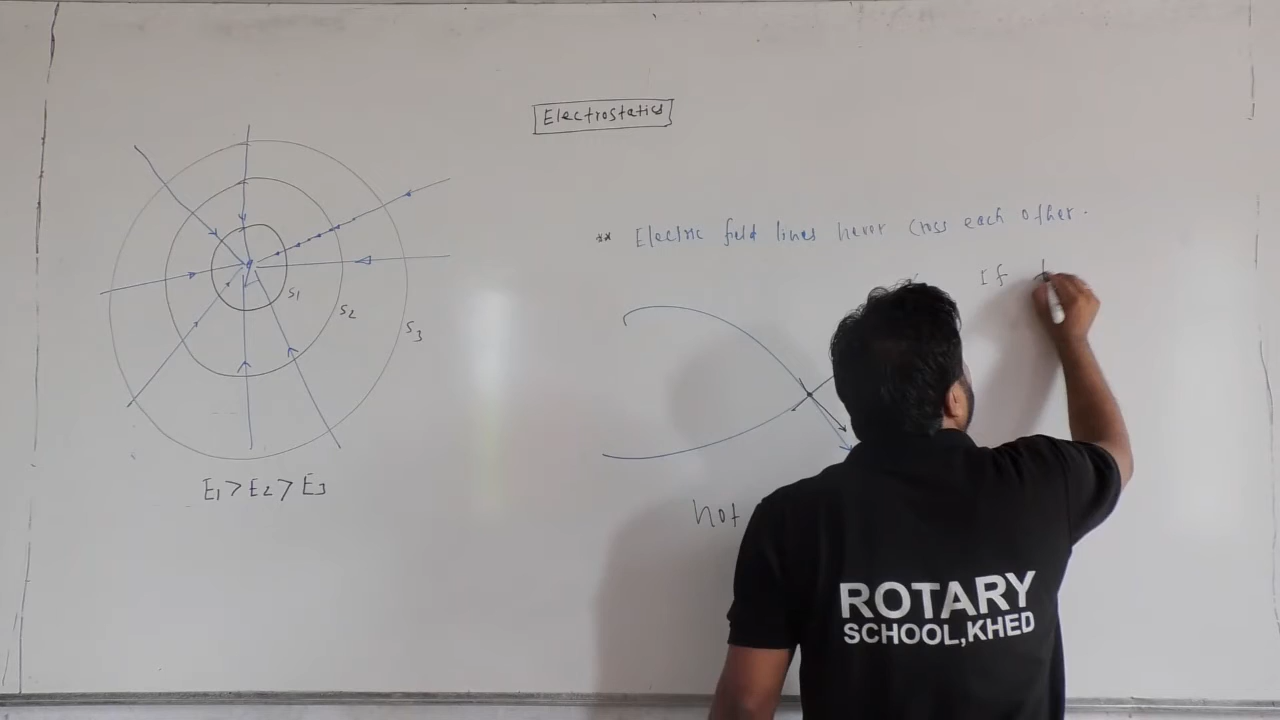 Electrostatics
** Electric field lines never cross each other.
If
S1
S2
S3
E1 > E2 > E3
not
ROTARY
SCHOOL,KHED